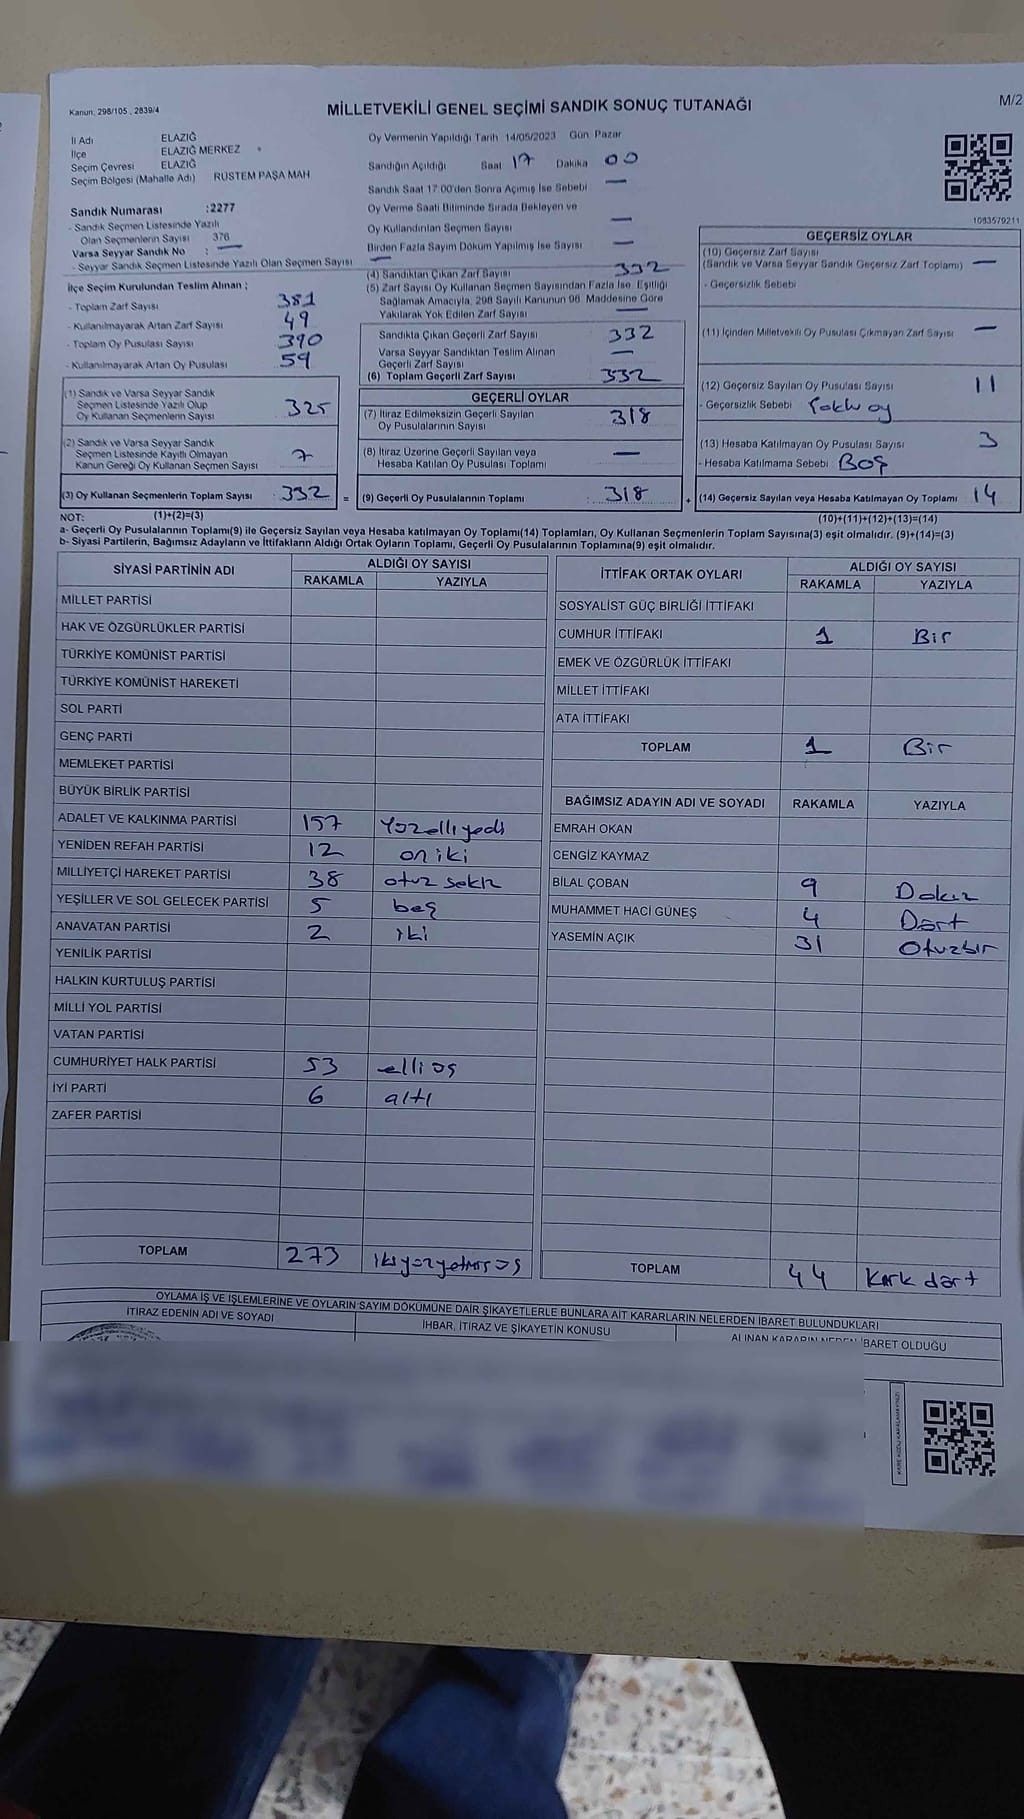 Kanun, 298/105 , 2839/4
MİLLETVEKİLİ GENEL SEÇİMİ SANDIK SONUÇ TUTANAĞI
M/2
İl Adı ELAZIĞ
İlçe ELAZIĞ MERKEZ
Seçim Çevresi ELAZIĞ
Seçim Bölgesi (Mahalle Adı) RÜSTEM PAŞA MAH
Sandık Numarası :2277
- Sandık Seçmen Listesinde Yazılı
Olan Seçmenlerin Sayısı 376
Varsa Seyyar Sandık No : —
- Seyyar Sandık Seçmen Listesinde Yazılı Olan Seçmen Sayısı —
İlçe Seçim Kurulundan Teslim Alınan ;
- Toplam Zarf Sayısı 381
- Kullanılmayarak Artan Zarf Sayısı 49
- Toplam Oy Pusulası Sayısı 390
- Kullanılmayarak Artan Oy Pusulası 59
(1) Sandık ve Varsa Seyyar Sandık
Seçmen Listesinde Yazılı Olup
Oy Kullanan Seçmenlerin Sayısı 325
(2) Sandık ve Varsa Seyyar Sandık
Seçmen Listesinde Kayıtlı Olmayan
Kanun Gereği Oy Kullanan Seçmen Sayısı 7
(3) Oy Kullanan Seçmenlerin Toplam Sayısı : 332 =
Oy Vermenin Yapıldığı Tarih 14/05/2023 Gün. Pazar
Sandığın Açıldığı Saat 17 Dakika 00
Sandık Saat 17.00'den Sonra Açımış İse Sebebi —
Oy Verme Saati Bitiminde Sırada Bekleyen ve
Oy Kullandırılan Seçmen Sayısı —
Birden Fazla Sayım Döküm Yapılmış İse Sayısı —
(4) Sandıktan Çıkan Zarf Sayısı 332
(5) Zarf Sayısı Oy Kullanan Seçmen Sayısından Fazla İse, Eşitliği
Sağlamak Amacıyla, 298 Sayılı Kanunun 98. Maddesine Göre
Yakılarak Yok Edilen Zarf Sayısı —
Sandıkta Çıkan Geçerli Zarf Sayısı 332
Varsa Seyyar Sandıktan Teslim Alınan
Geçerli Zarf Sayısı —
(6) Toplam Geçerli Zarf Sayısı 332
GEÇERLİ OYLAR
(7) İtiraz Edilmeksizin Geçerli Sayılan
Oy Pusulalarının Sayısı 318
(8) İtiraz Üzerine Geçerli Sayılan veya
Hesaba Katılan Oy Pusulası Toplamı —
(9) Geçerli Oy Pusulalarının Toplamı : 318 +
1083579211
GEÇERSİZ OYLAR
(10) Geçersiz Zarf Sayısı
(Sandık ve Varsa Seyyar Sandık Geçersiz Zarf Toplamı) —
- Geçersizlik Sebebi
(11) İçinden Milletvekili Oy Pusulası Çıkmayan Zarf Sayısı —
(12) Geçersiz Sayılan Oy Pusulası Sayısı 11
- Geçersizlik Sebebi oy
(13) Hesaba Katılmayan Oy Pusulası Sayısı 3
- Hesaba Katılmama Sebebi Boş
(14) Geçersiz Sayılan veya Hesaba Katılmayan Oy Toplamı 14
NOT: (1)+(2)=(3) (10)+(11)+(12)+(13)=(14)
a- Geçerli Oy Pusulalarının Toplamı(9) ile Geçersiz Sayılan veya Hesaba katılmayan Oy Toplamı(14) Toplamları, Oy Kullanan Seçmenlerin Toplam Sayısına(3) eşit olmalıdır. (9)+(14)=(3)
b- Siyasi Partilerin, Bağımsız Adayların ve İttifakların Aldığı Ortak Oyların Toplamı, Geçerli Oy Pusulalarının Toplamına(9) eşit olmalıdır.
SİYASİ PARTİNİN ADI ALDIĞI OY SAYISI
RAKAMLA YAZIYLA
MİLLET PARTİSİ
HAK VE ÖZGÜRLÜKLER PARTİSİ
TÜRKİYE KOMÜNİST PARTİSİ
TÜRKİYE KOMÜNİST HAREKETİ
SOL PARTİ
GENÇ PARTİ
MEMLEKET PARTİSİ
BÜYÜK BİRLİK PARTİSİ
ADALET VE KALKINMA PARTİSİ 157 Yüzelliyedi
YENİDEN REFAH PARTİSİ 12 on iki
MİLLİYETÇİ HAREKET PARTİSİ 38 otuz sekiz
YEŞİLLER VE SOL GELECEK PARTİSİ 5 beş
ANAVATAN PARTİSİ 2 iki
YENİLİK PARTİSİ
HALKIN KURTULUŞ PARTİSİ
MİLLİ YOL PARTİSİ
VATAN PARTİSİ
CUMHURİYET HALK PARTİSİ 53 elli üç
İYİ PARTİ 6 altı
ZAFER PARTİSİ
TOPLAM 273 ikiyüzyetmişüç
İTTİFAK ORTAK OYLARI ALDIĞI OY SAYISI
RAKAMLA YAZIYLA
SOSYALİST GÜÇ BİRLİĞİ İTTİFAKI
CUMHUR İTTİFAKI 1 Bir
EMEK VE ÖZGÜRLÜK İTTİFAKI
MİLLET İTTİFAKI
ATA İTTİFAKI
TOPLAM 1 Bir
BAĞIMSIZ ADAYIN ADI VE SOYADI RAKAMLA YAZIYLA
EMRAH OKAN
CENGİZ KAYMAZ
BİLAL ÇOBAN 9 Dokuz
MUHAMMET HACİ GÜNEŞ 4 Dört
YASEMİN AÇIK 31 Otuzbir
TOPLAM 44 Kırk dört
OYLAMA İŞ VE İŞLEMLERİNE VE OYLARIN SAYIM DÖKÜMÜNE DAİR ŞİKAYETLERLE BUNLARA AİT KARARLARIN NELERDEN İBARET BULUNDUKLARI
İTİRAZ EDENİN ADI VE SOYADI İHBAR, İTİRAZ VE ŞİKAYETİN KONUSU ALINAN KARARIN NEDEN İBARET OLDUĞU